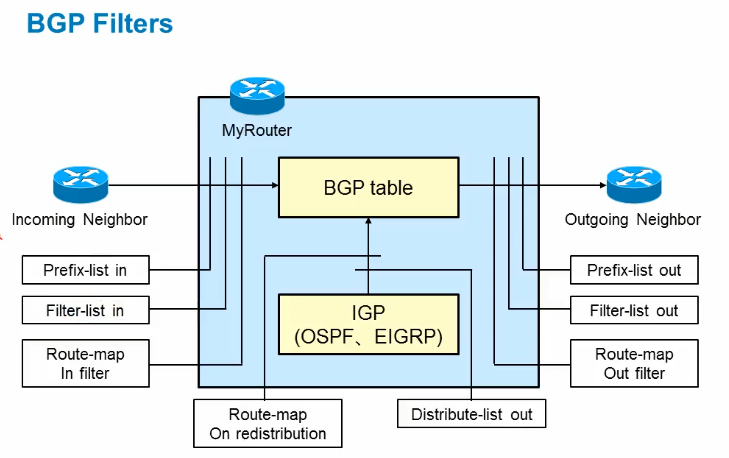 BGP Filters
MyRouter
Incoming Neighbor
BGP table
Outgoing Neighbor
Prefix-list in
Prefix-list out
Filter-list in
IGP
(OSPF、EIGRP)
Filter-list out
Route-map
In filter
Route-map
Out filter
Route-map
On redistribution
Distribute-list out